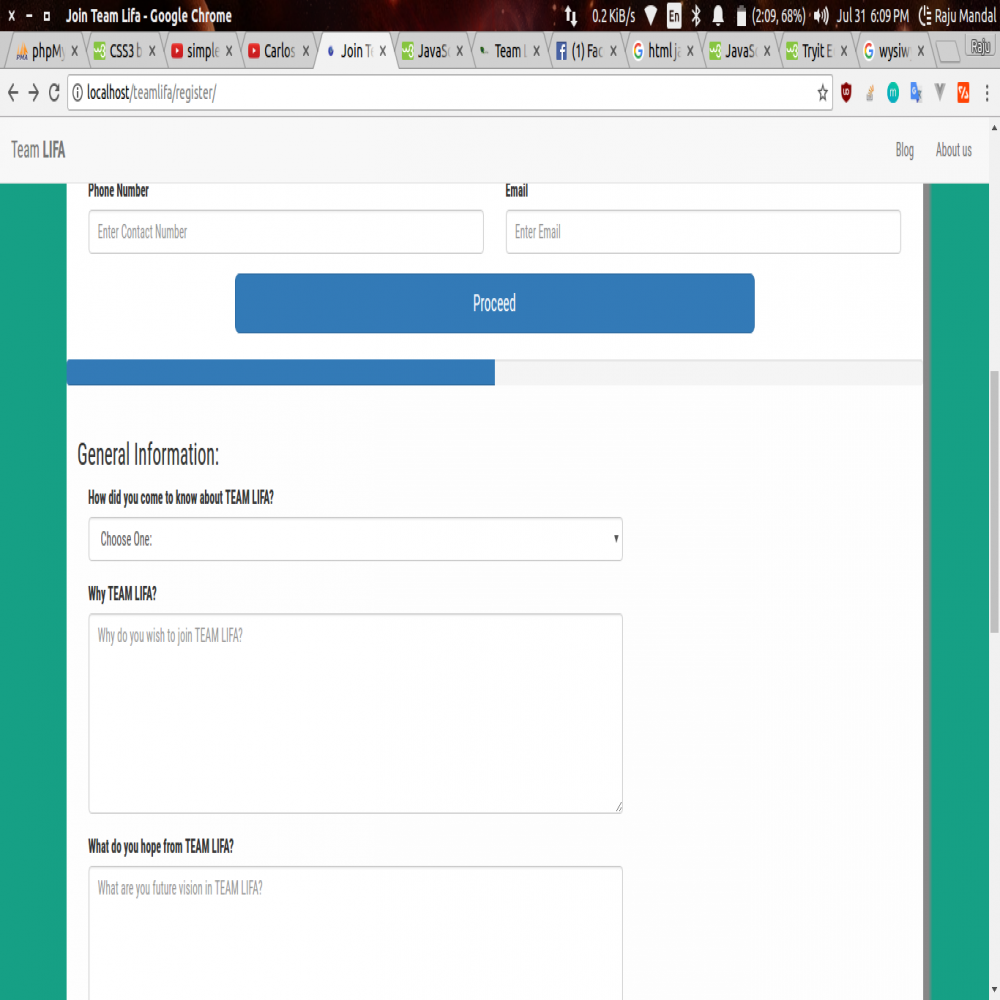 Join Team Lifa - Google Chrome
0.2 KiB/s
En
(2:09, 68%)
Jul 31 6:09 PM
Raju Mandal
phpMy
CSS3 b
simple
Carlos
Join Te
JavaSc
Team L
(1) Fac
html ja
JavaSc
Tryit E
wysiw
Raju
localhost/teamlifa/register/
Team LIFA
Blog
About us
Phone Number
Email
Enter Contact Number
Enter Email
Proceed
General Information:
How did you come to know about TEAM LIFA?
Choose One:
Why TEAM LIFA?
Why do you wish to join TEAM LIFA?
What do you hope from TEAM LIFA?
What are you future vision in TEAM LIFA?